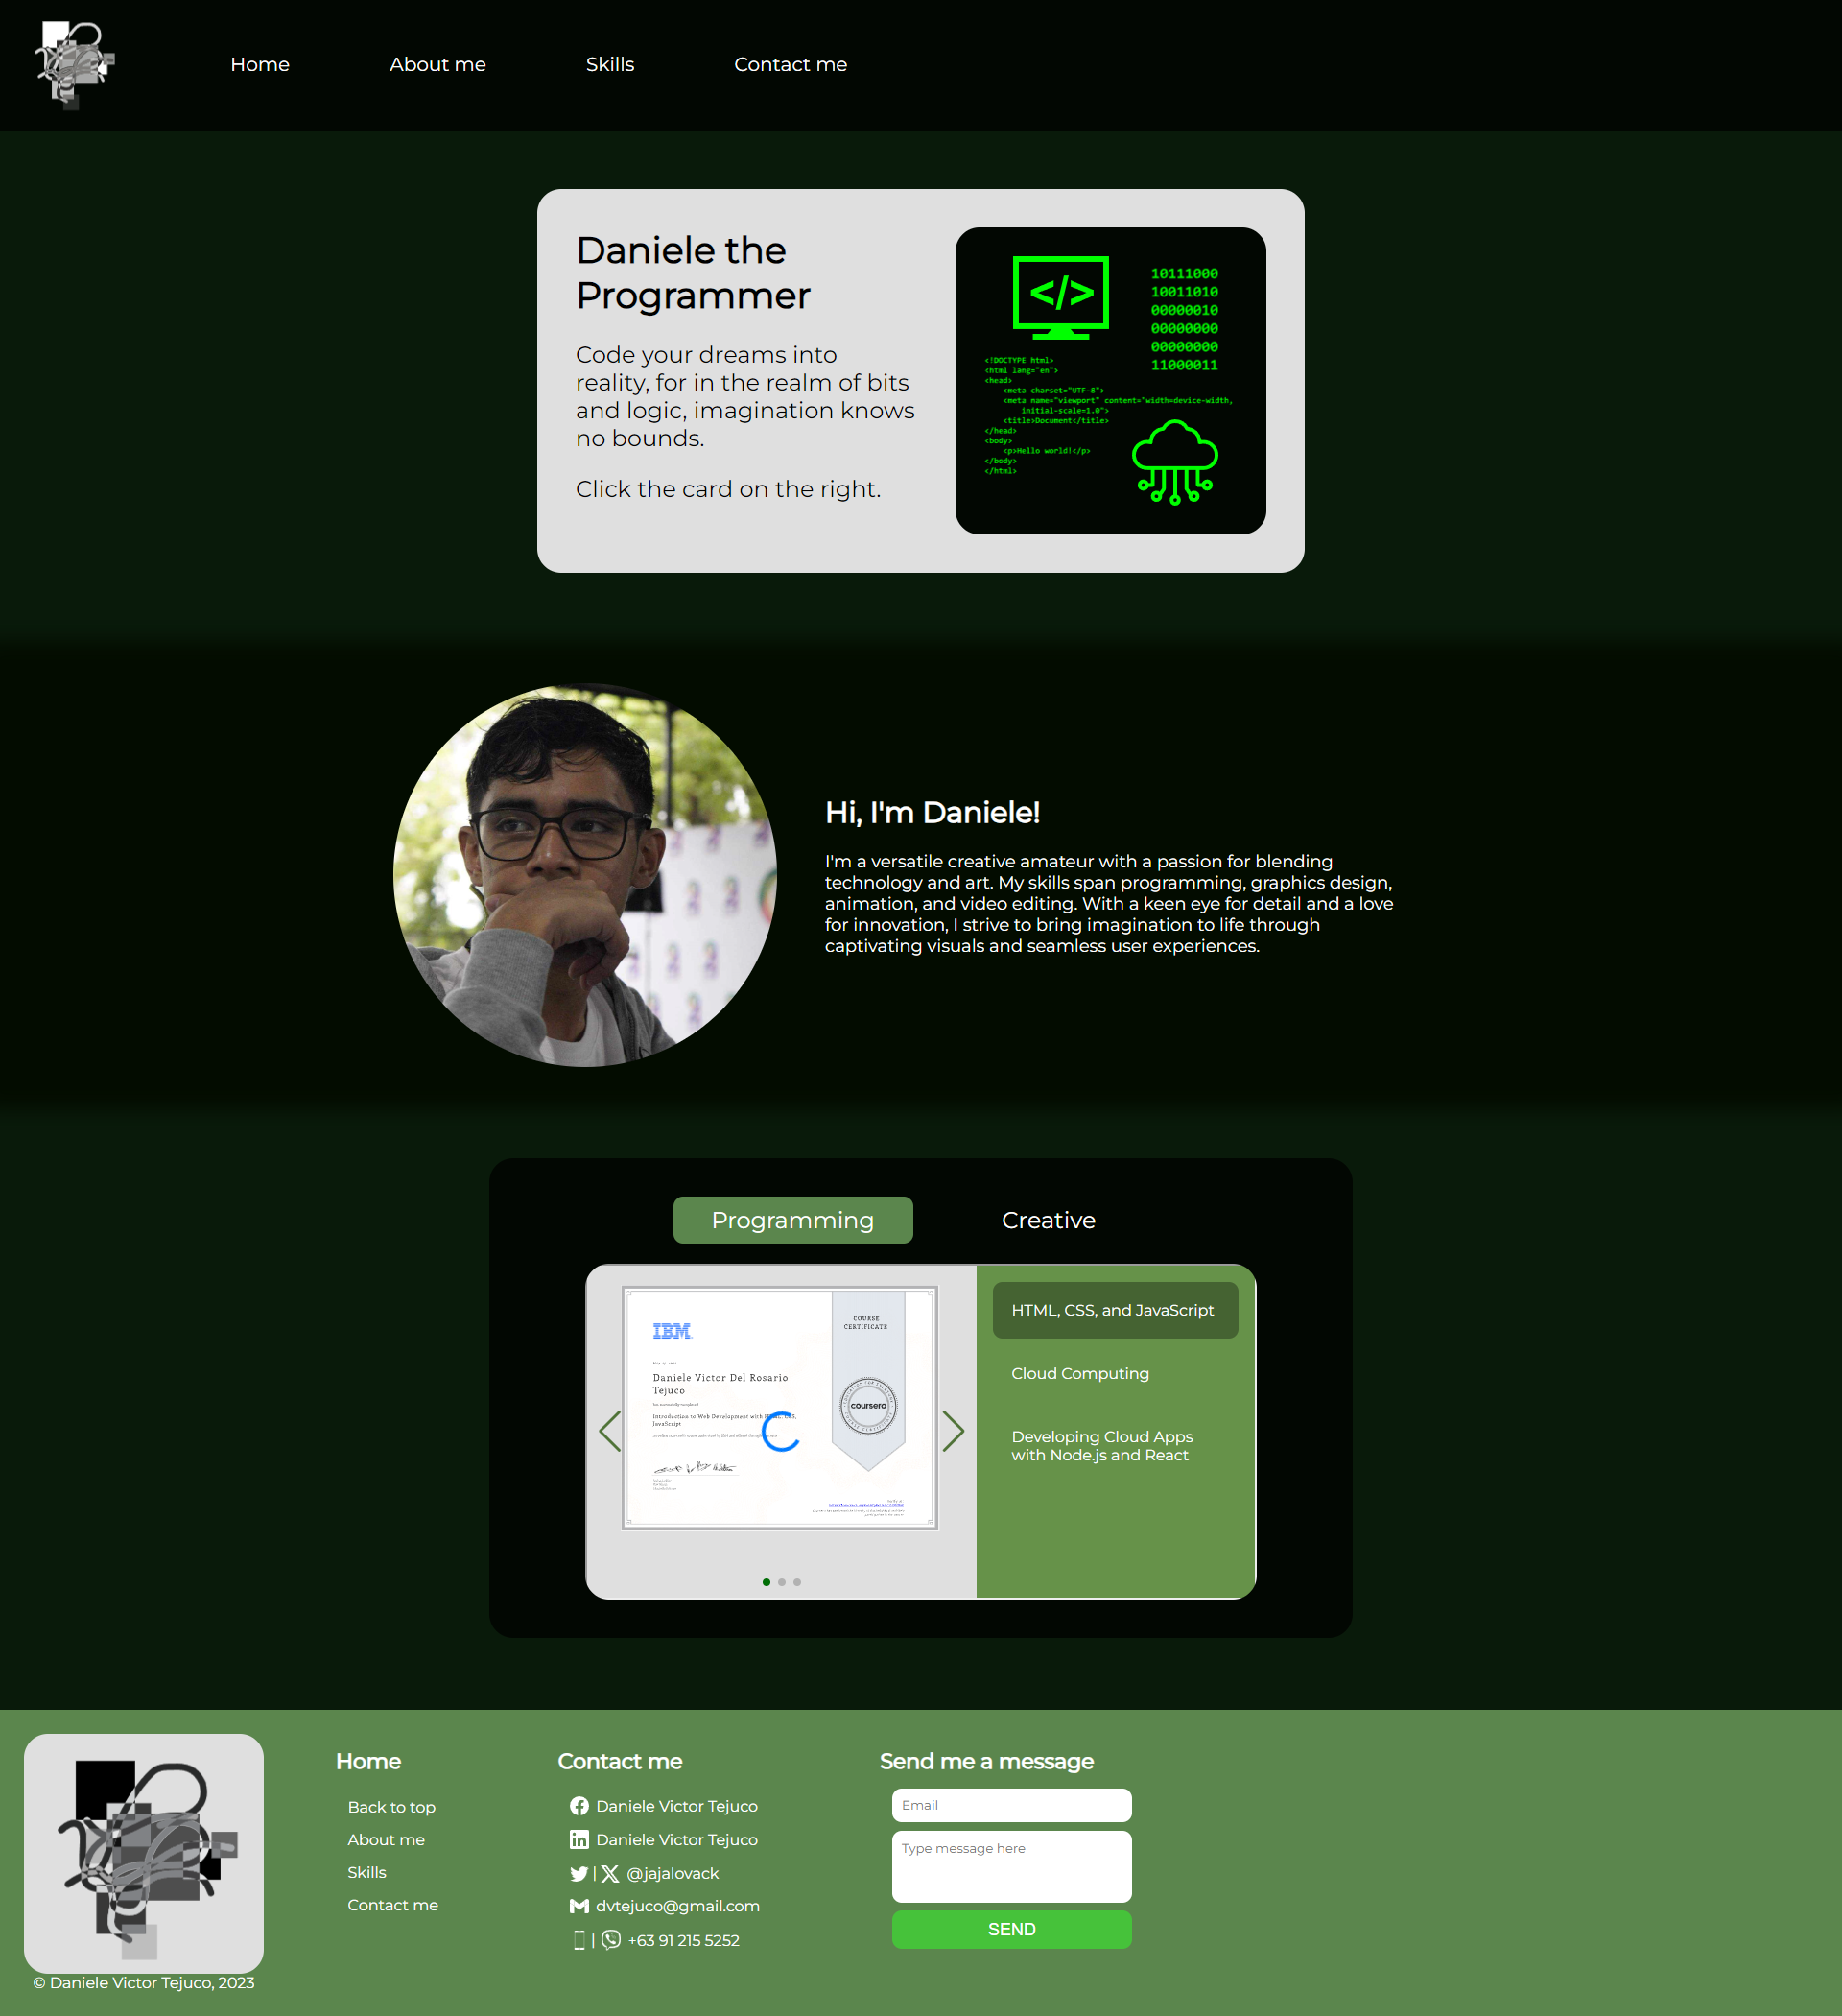 Home
About me
Skills
Contact me
Daniele the
Programmer
Code your dreams into
reality, for in the realm of bits
and logic, imagination knows
no bounds.
Click the card on the right.
</>
10111000
10011010
00000010
00000000
00000000
11000011
<!DOCTYPE html>
<html lang="en">
<head>
<meta charset="UTF-8">
<meta name="viewport" content="width=device-width,
initial-scale=1.0">
<title>Document</title>
</head>
<body>
<p>Hello world!</p>
</body>
</html>
Hi, I'm Daniele!
I'm a versatile creative amateur with a passion for blending
technology and art. My skills span programming, graphics design,
animation, and video editing. With a keen eye for detail and a love
for innovation, I strive to bring imagination to life through
captivating visuals and seamless user experiences.
Programming
Creative
IBM
COURSE
CERTIFICATE
Daniele Victor Del Rosario
Tejuco
Introduction to Web Development with CSS,
JavaScript
coursera
HTML, CSS, and JavaScript
Cloud Computing
Developing Cloud Apps
with Node.js and React
© Daniele Victor Tejuco, 2023
Home
Back to top
About me
Skills
Contact me
Contact me
Daniele Victor Tejuco
Daniele Victor Tejuco
| @jajalovack
dvtejuco@gmail.com
| +63 91 215 5252
Send me a message
Email
Type message here
SEND